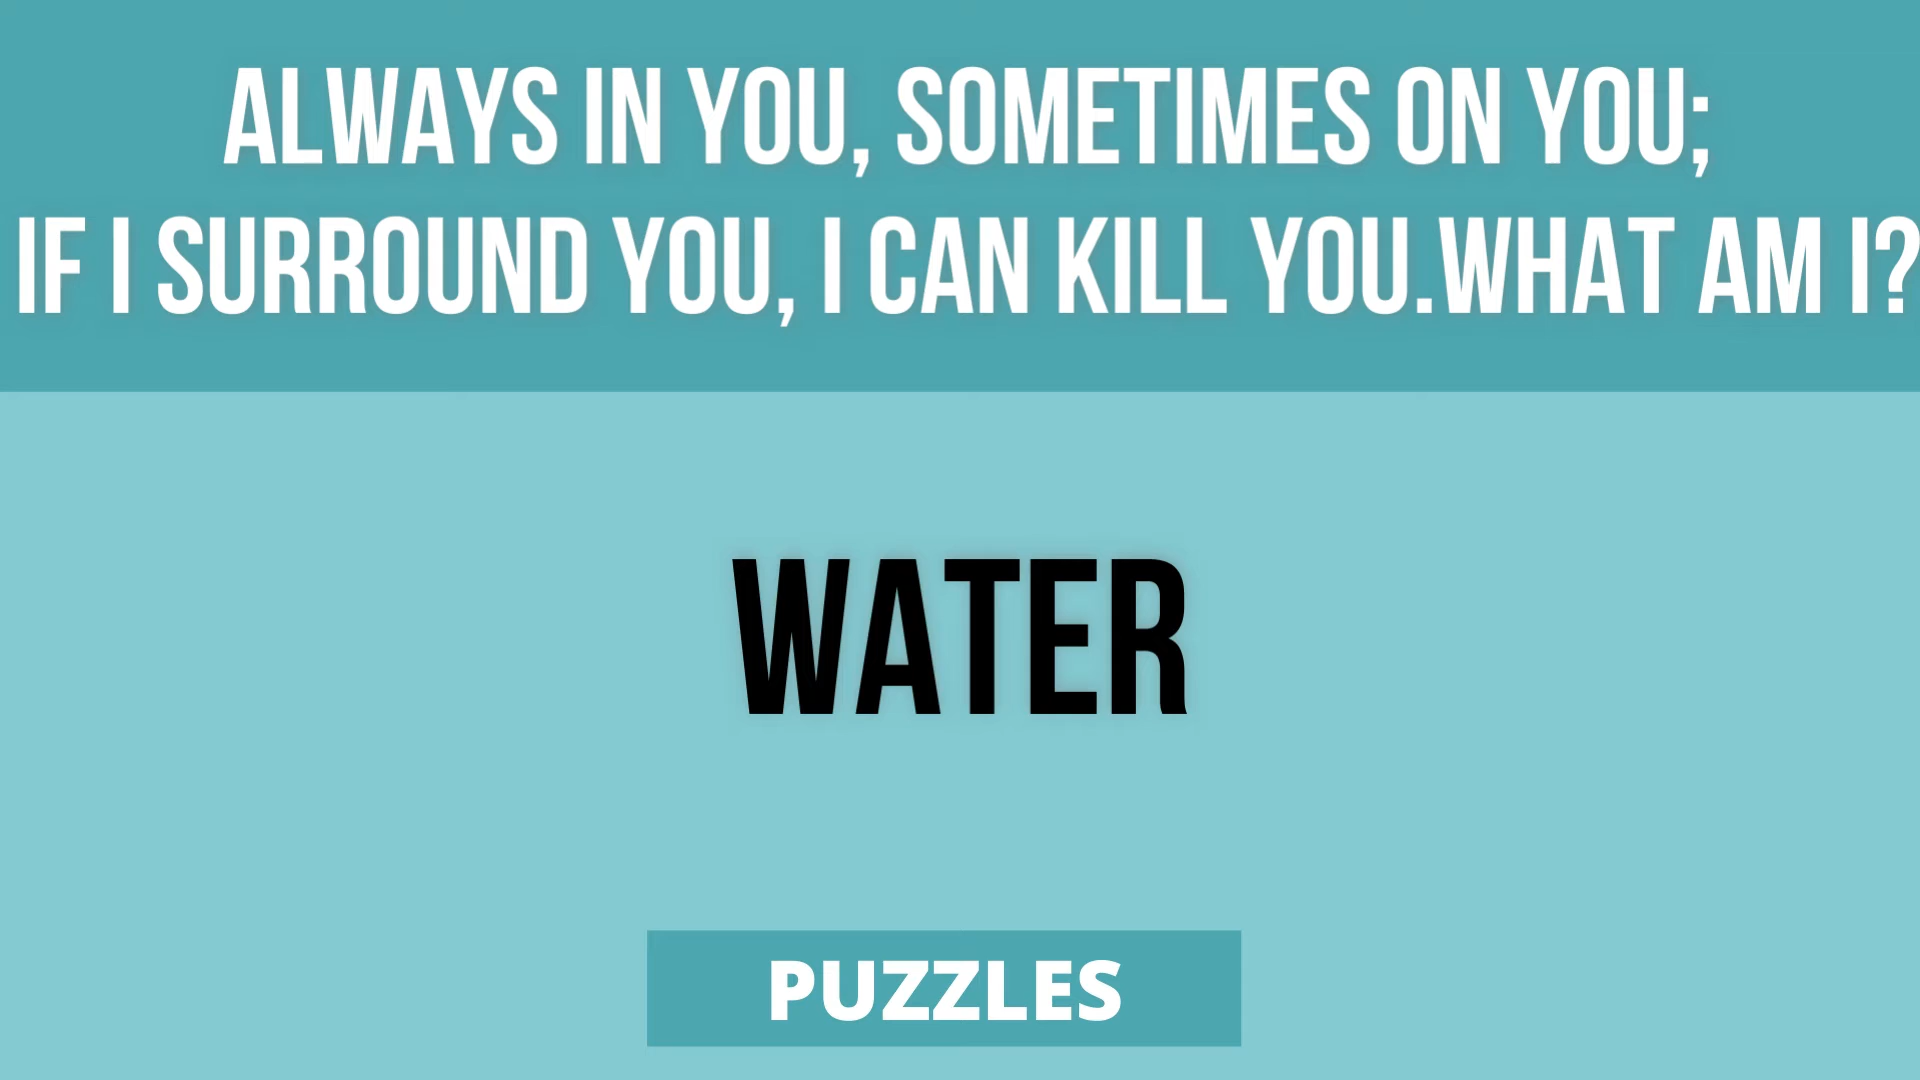 ALWAYS IN YOU, SOMETIMES ON YOU;
IF I SURROUND YOU, I CAN KILL YOU.WHAT AM I?
WATER
PUZZLES